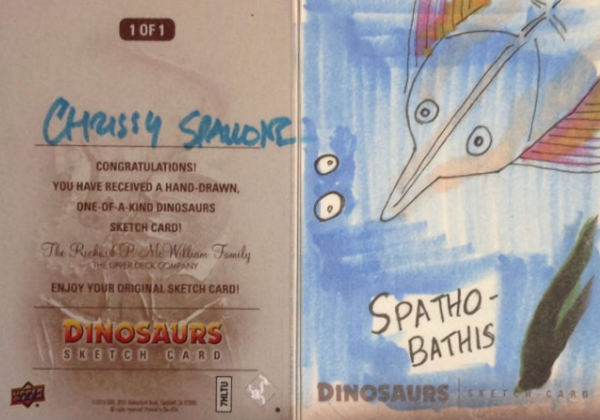 1 OF 1
CHRISSY SPALLONE
CONGRATULATIONS!
YOU HAVE RECEIVED A HAND-DRAWN,
ONE-OF-A-KIND DINOSAURS
SKETCH CARD!
The Richard P. McWilliam Family
THE UPPER DECK COMPANY
ENJOY YOUR ORIGINAL SKETCH CARD!
DINOSAURS
SKETCH CARD
7HLTU
SPATHO-
BATHIS
DINOSAURS SKETCH CARD